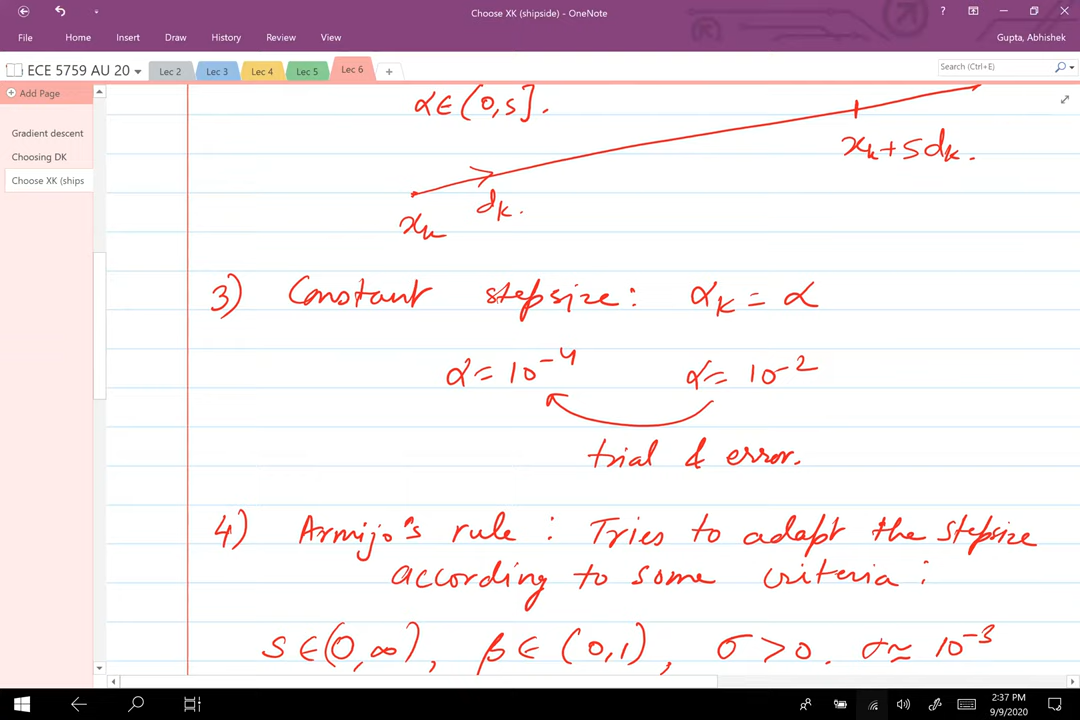 Choose XK (shipside) - OneNote
File Home Insert Draw History Review View
Gupta, Abhishek
ECE 5759 AU 20
Lec 2 Lec 3 Lec 4 Lec 5 Lec 6
Search (Ctrl+E)
Add Page
Gradient descent
Choosing DK
Choose XK (ships
α ∈ (0, s].
x_k + s d_k.
d_k.
x_k
3) Constant stepsize: α_k = α
α = 10^-4 α = 10^-2
trial & error.
4) Armijo's rule : Tries to adapt the stepsize
according to some criteria :
s ∈ (0, ∞), β ∈ (0,1), σ > 0. σ ≈ 10^-3
2:37 PM
9/9/2020